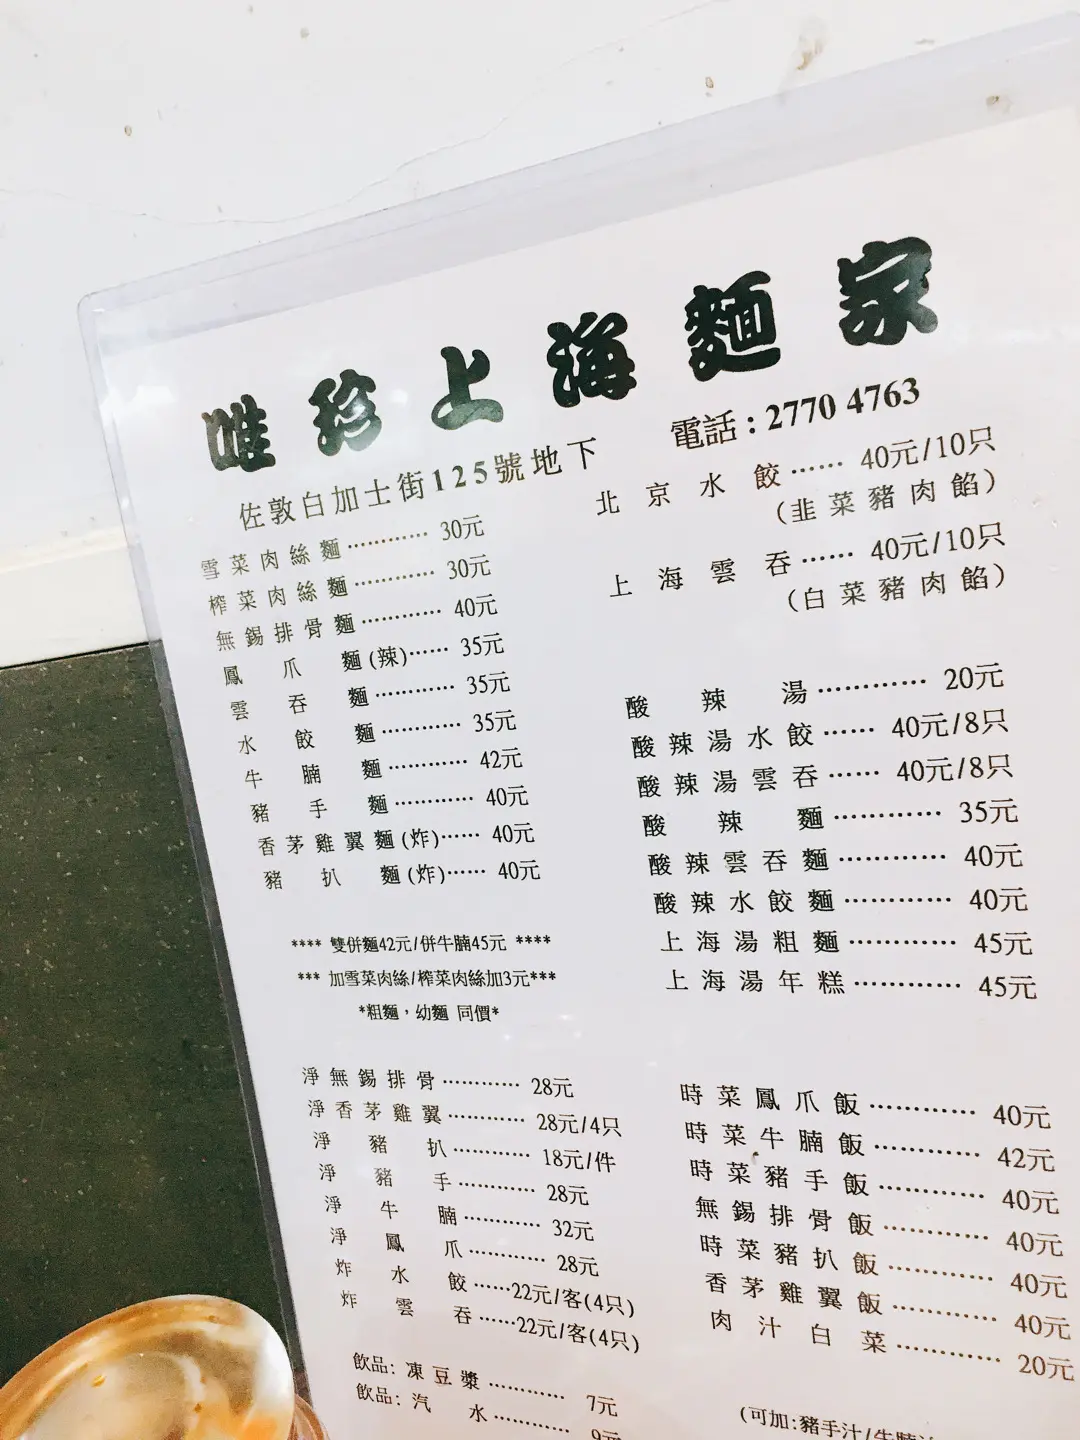 唯珍上海麵家
佐敦白加士街125號地下
電話：2770 4763
雪菜肉絲麵………… 30元
榨菜肉絲麵………… 30元
無錫排骨麵………… 40元
鳳爪麵(辣)…… 35元
雲吞麵………… 35元
水餃麵………… 35元
牛腩麵………… 42元
豬手麵………… 40元
香茅雞翼麵(炸)…… 40元
豬扒麵(炸)…… 40元
**** 雙併麵42元/併牛腩45元 ****
*** 加雪菜肉絲/榨菜肉絲加3元***
*粗麵，幼麵 同價*
北京水餃…… 40元/10只
（韭菜豬肉餡）
上海雲吞…… 40元/10只
（白菜豬肉餡）
酸辣湯………… 20元
酸辣湯水餃…… 40元/8只
酸辣湯雲吞…… 40元/8只
酸辣麵………… 35元
酸辣雲吞麵………… 40元
酸辣水餃麵………… 40元
上海湯粗麵………… 45元
上海湯年糕………… 45元
淨無錫排骨………… 28元
淨香茅雞翼………… 28元/4只
淨豬扒………… 18元/件
淨豬手………… 28元
淨牛腩………… 32元
淨鳳爪………… 28元
炸水餃……22元/客(4只)
炸雲吞……22元/客(4只)
飲品: 凍豆漿………… 7元
飲品: 汽水………… 9元
時菜鳳爪飯………… 40元
時菜牛腩飯………… 42元
時菜豬手飯………… 40元
無錫排骨飯………… 40元
時菜豬扒飯………… 40元
香茅雞翼飯………… 40元
肉汁白菜………… 20元
(可加:豬手汁/牛腩汁